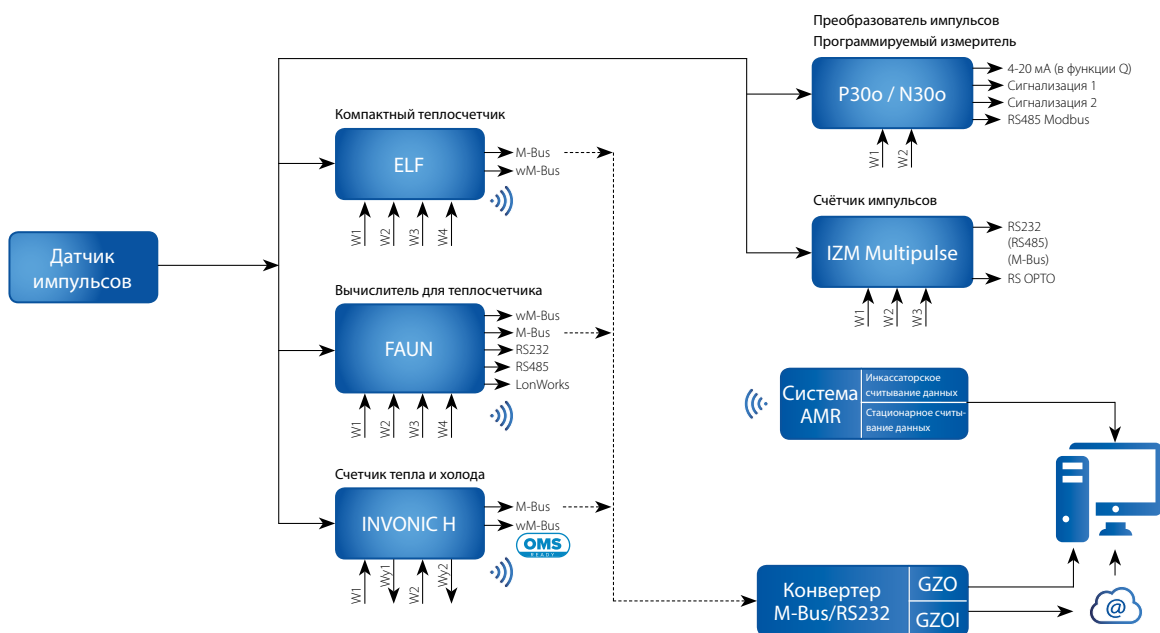 Преобразователь импульсов
Программируемый измеритель
P30o / N30o
4-20 мА (в функции Q)
Сигнализация 1
Сигнализация 2
RS485 Modbus
W1
W2
Компактный теплосчетчик
ELF
M-Bus
wM-Bus
W1
W2
W3
W4
Счётчик импульсов
IZM Multipulse
RS232
(RS485)
(M-Bus)
RS OPTO
W1
W2
W3
Датчик
импульсов
Вычислитель для теплосчетчика
FAUN
wM-Bus
M-Bus
RS232
RS485
LonWorks
W1
W2
W3
W4
Система
AMR
Инкассаторское
считывание данных
Стационарное считы-
вание данных
Счетчик тепла и холода
INVONIC H
M-Bus
wM-Bus
OMS
READY
W1
Wy1
W2
Wy2
Конвертер
M-Bus/RS232
GZO
GZOI
@